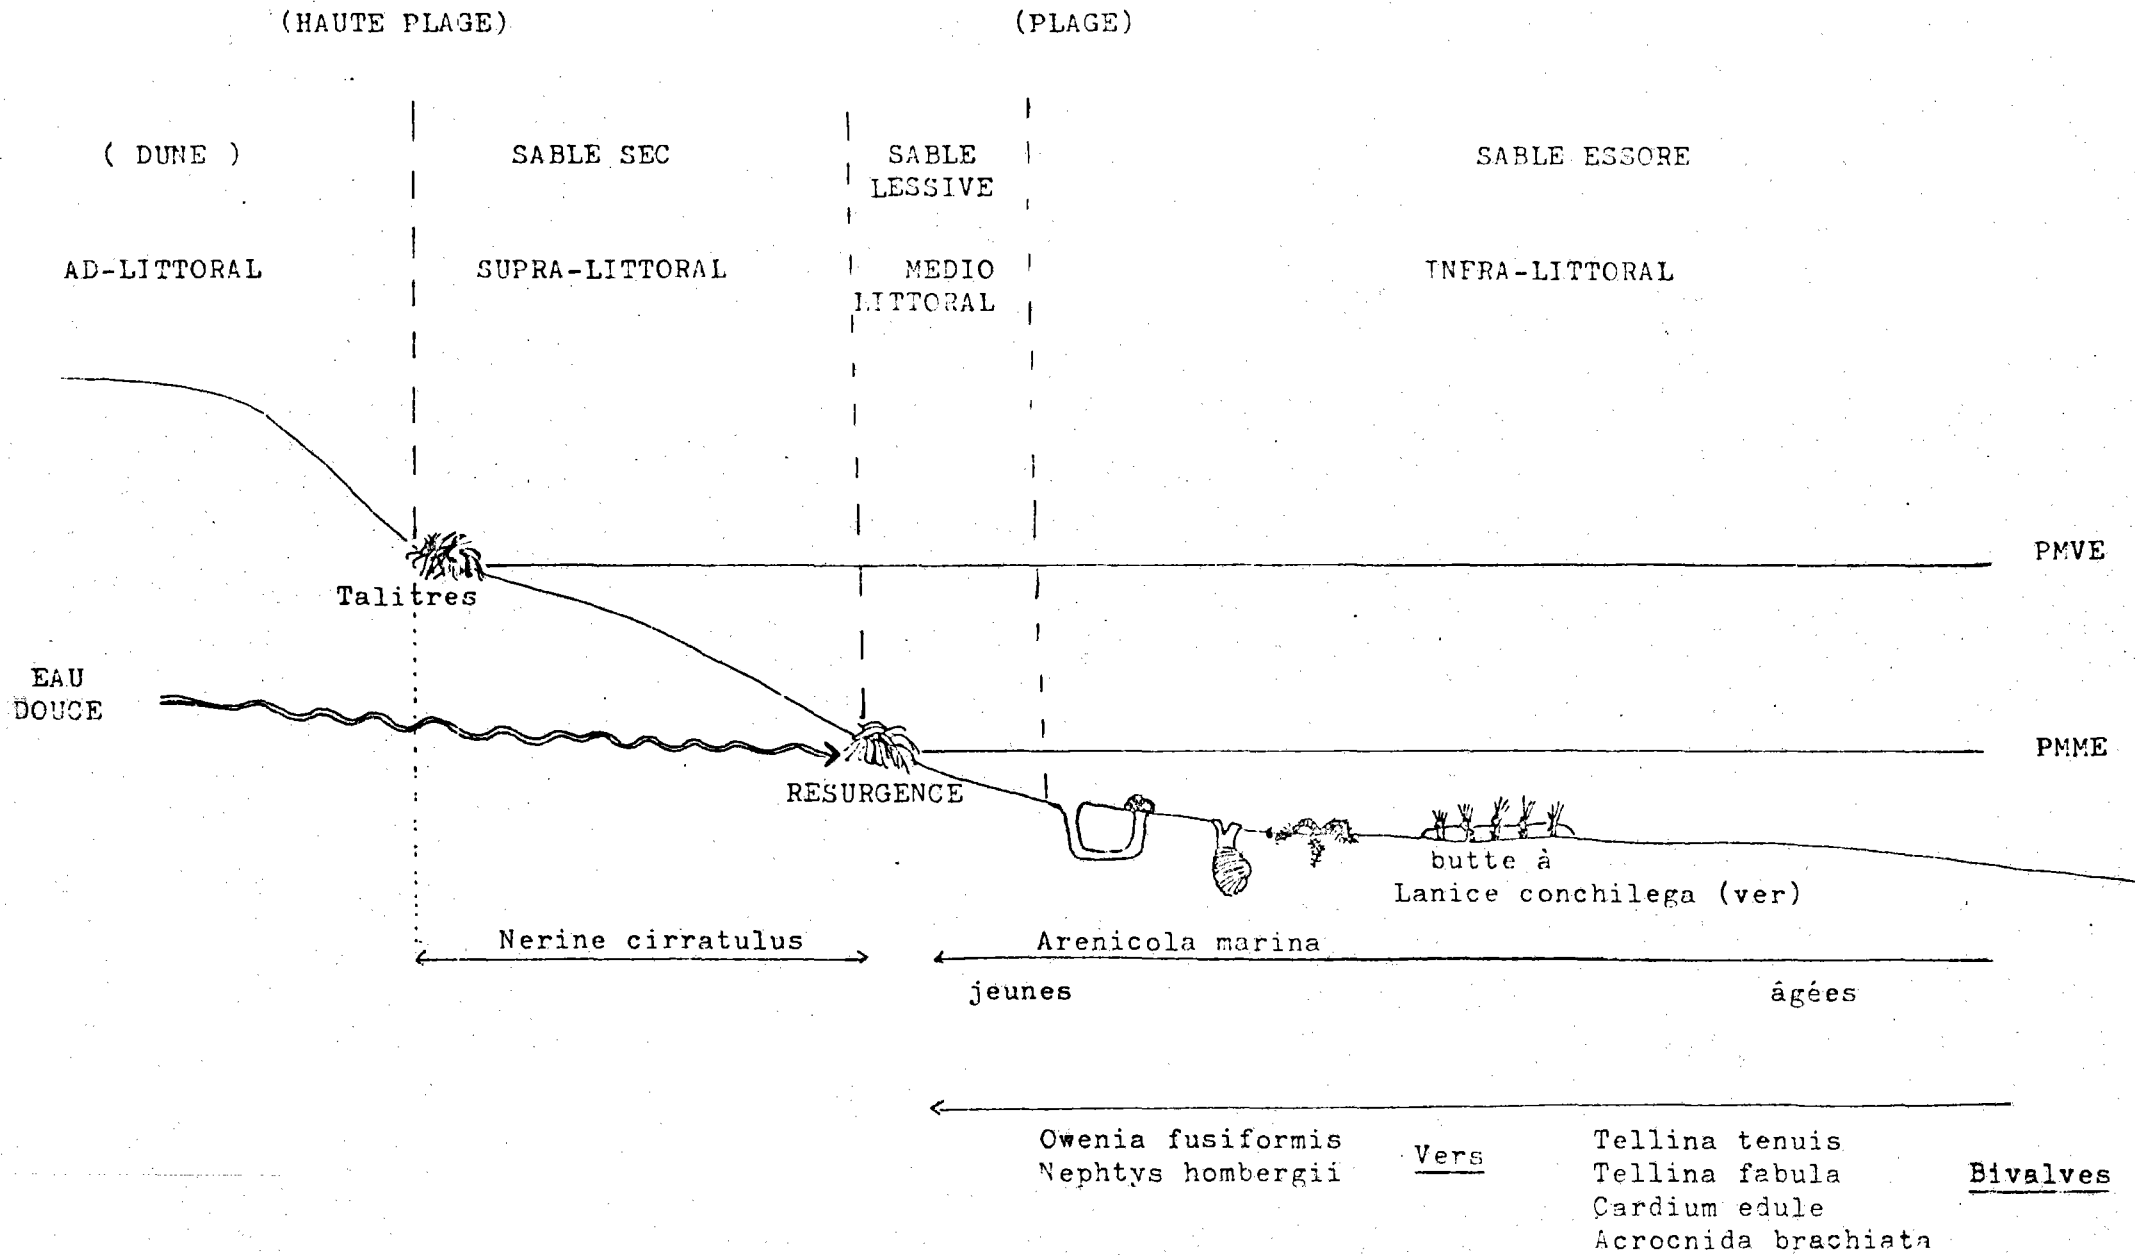 (HAUTE PLAGE)
(PLAGE)
( DUNE )
SABLE SEC
SABLE
LESSIVE
SABLE ESSORE
AD-LITTORAL
SUPRA-LITTORAL
MEDIO
LITTORAL
INFRA-LITTORAL
PMVE
Talitres
EAU
DOUCE
PMME
RESURGENCE
butte à
Lanice conchilega (ver)
Nerine cirratulus
Arenicola marina
jeunes
âgées
Owenia fusiformis
Nephtys hombergii
Vers
Tellina tenuis
Tellina fabula
Cardium edule
Acrocnida brachiata
Bivalves